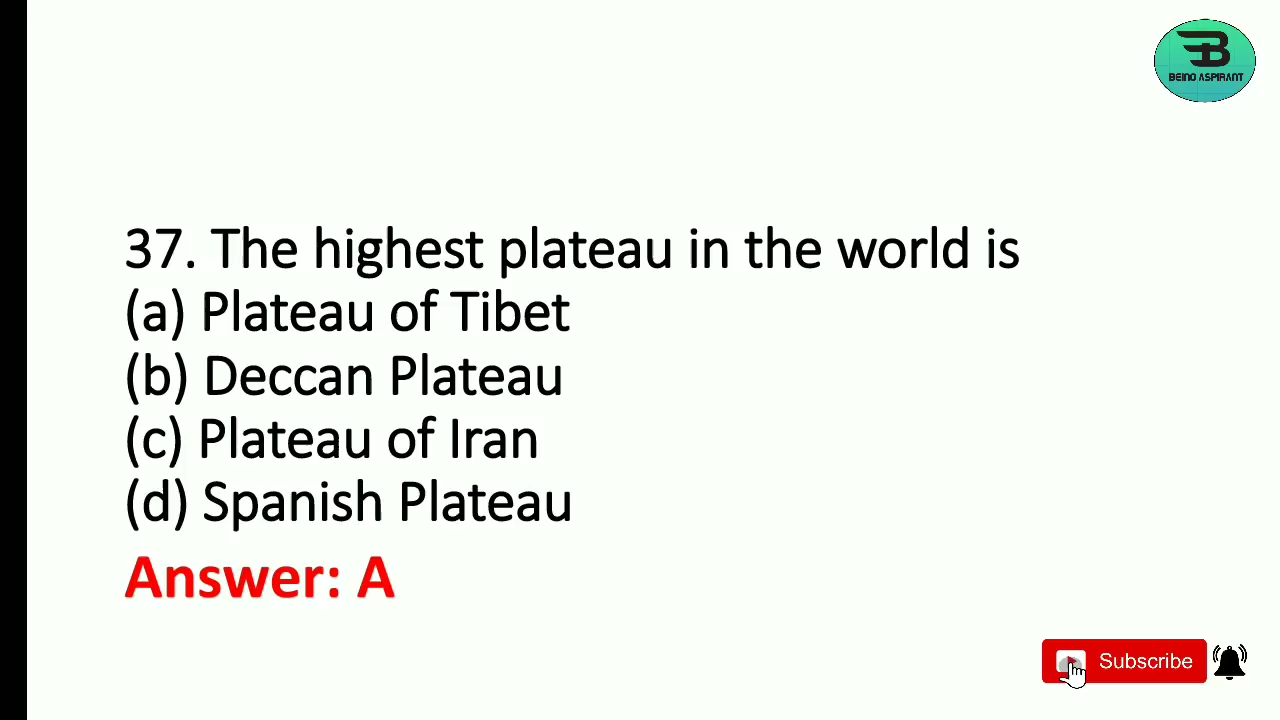 BEING ASPIRANT
37. The highest plateau in the world is
(a) Plateau of Tibet
(b) Deccan Plateau
(c) Plateau of Iran
(d) Spanish Plateau
Answer: A
Subscribe